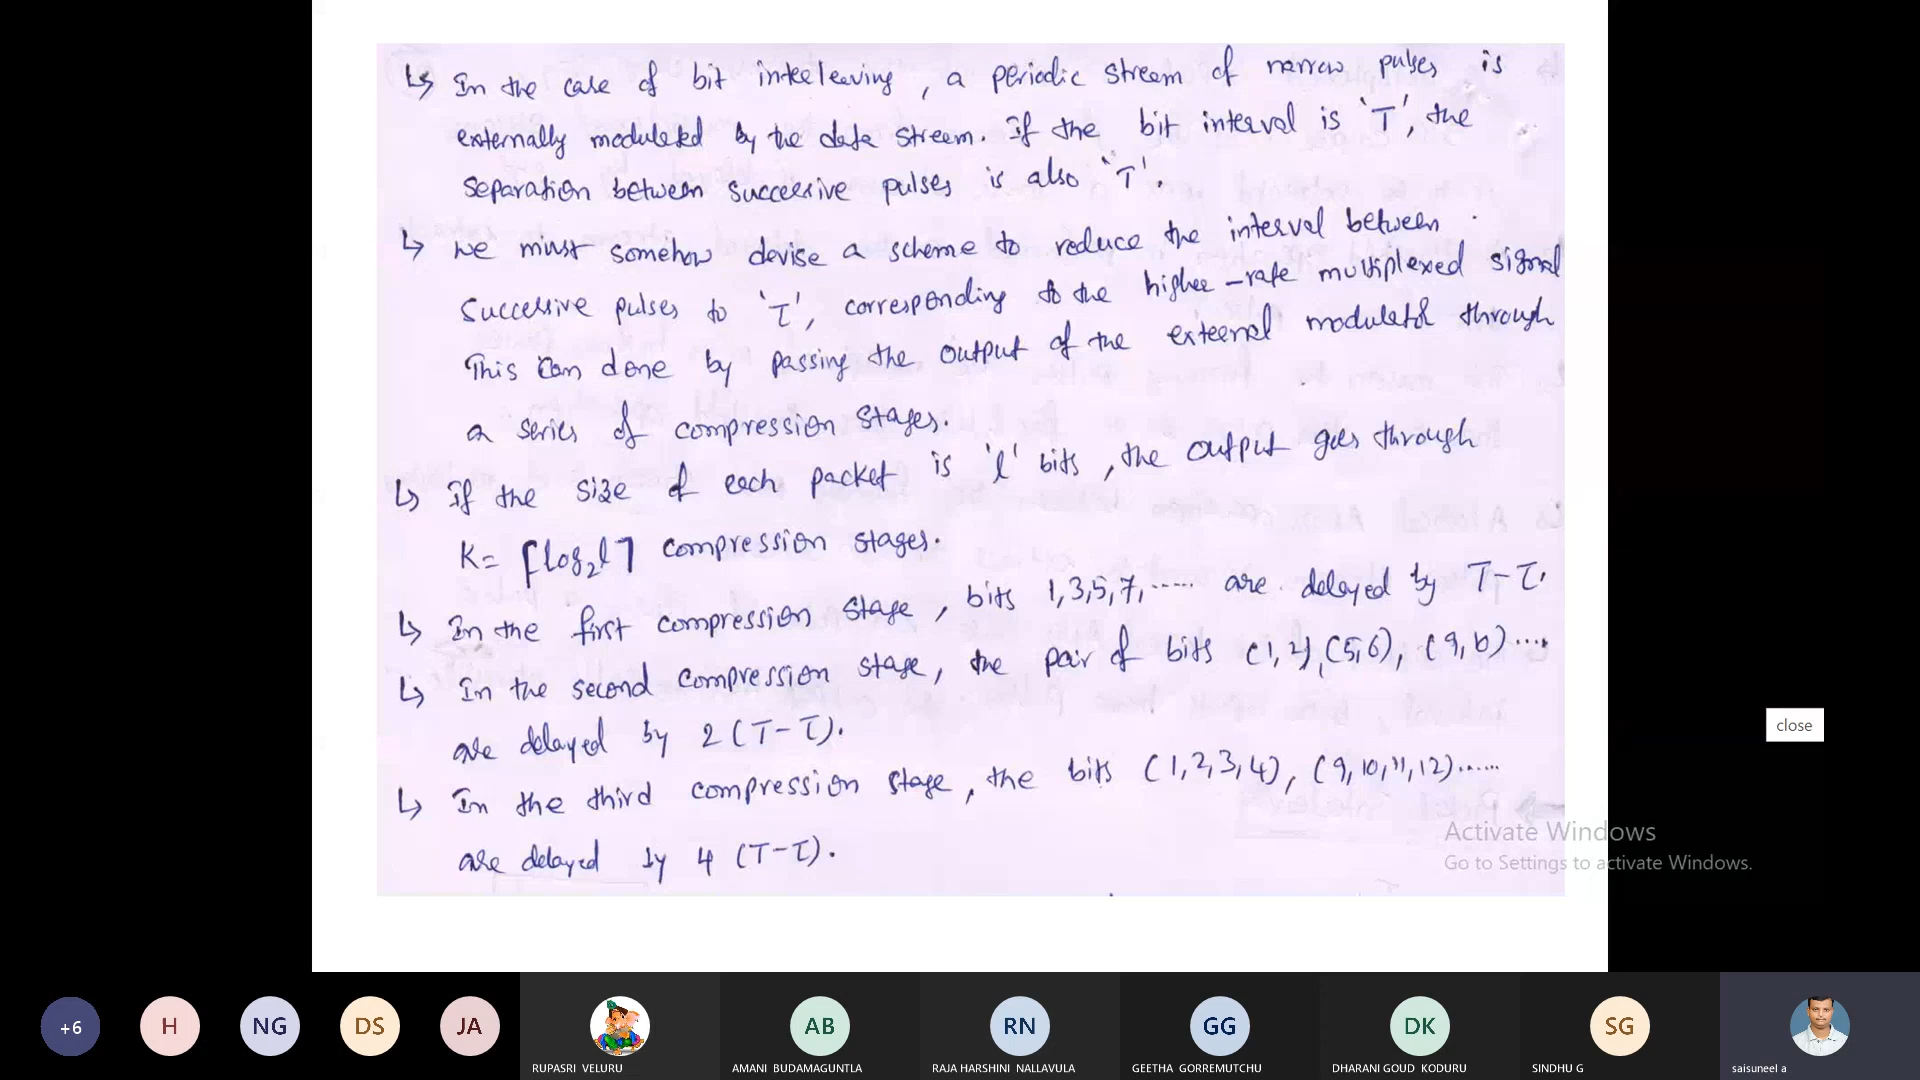 ↳ In the case of bit interleaving, a periodic stream of narrow pulses is
externally modulated by the data stream. If the bit interval is 'T', the
separation between successive pulses is also 'T'.
↳ we must somehow devise a scheme to reduce the interval between
Successive pulses to 'τ', corresponding to the higher-rate multiplexed signal
This can done by passing the output of the external modulator through
a series of compression stages.
↳ If the size of each packet is 'l' bits, the output goes through
K = ⌈log₂l⌉ compression stages.
↳ In the first compression stage, bits 1,3,5,7,..... are delayed by T-τ.
↳ In the second compression stage, the pair of bits (1,2),(5,6), (9,10)....
are delayed by 2(T-τ).
↳ In the third compression stage, the bits (1,2,3,4), (9,10,11,12)......
are delayed by 4 (T-τ).
close
Activate Windows
Go to Settings to activate Windows.
+6
H
NG
DS
JA
AB
RN
GG
DK
SG
RUPASRI VELURU
AMANI BUDAMAGUNTLA
RAJA HARSHINI NALLAVULA
GEETHA GORREMUTCHU
DHARANI GOUD KODURU
SINDHU G
saisuneel a